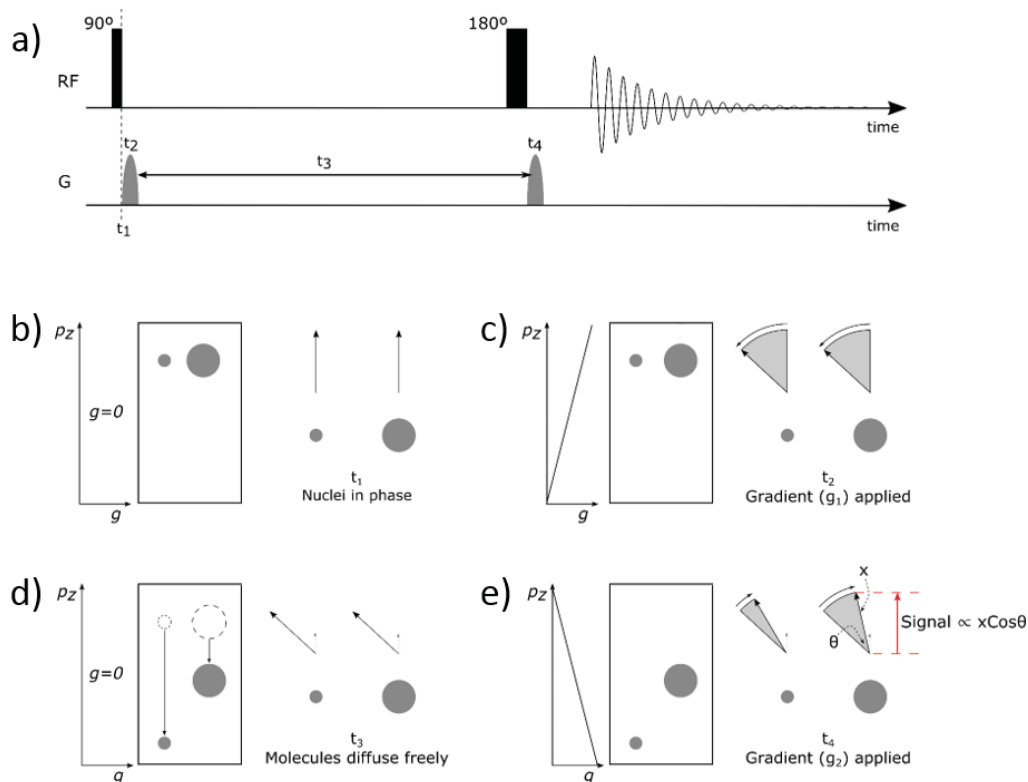 a)
90º
180º
RF
time
t2
t3
t4
G
t1
time
b)
pz
g=0
g
t1
Nuclei in phase
c)
pz
g
t2
Gradient (g1) applied
d)
pz
g=0
g
t3
Molecules diffuse freely
e)
pz
g
x
θ
Signal ∝ xCosθ
t4
Gradient (g2) applied